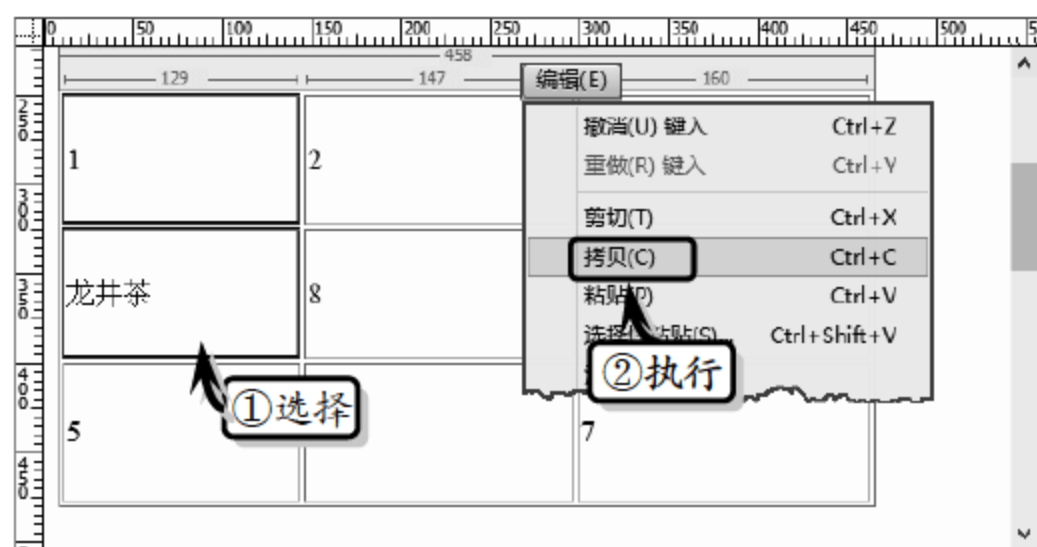 0 50 100 150 200 250 300 350 400 450 500
458
129 147 160
编辑(E)
撤消(U) 键入 Ctrl+Z
重做(R) 键入 Ctrl+Y
剪切(T) Ctrl+X
拷贝(C) Ctrl+C
粘贴(P) Ctrl+V
Ctrl+Shift+V
250
300
350
400
450
1 2
龙井茶 8
①选择
②执行
5 7